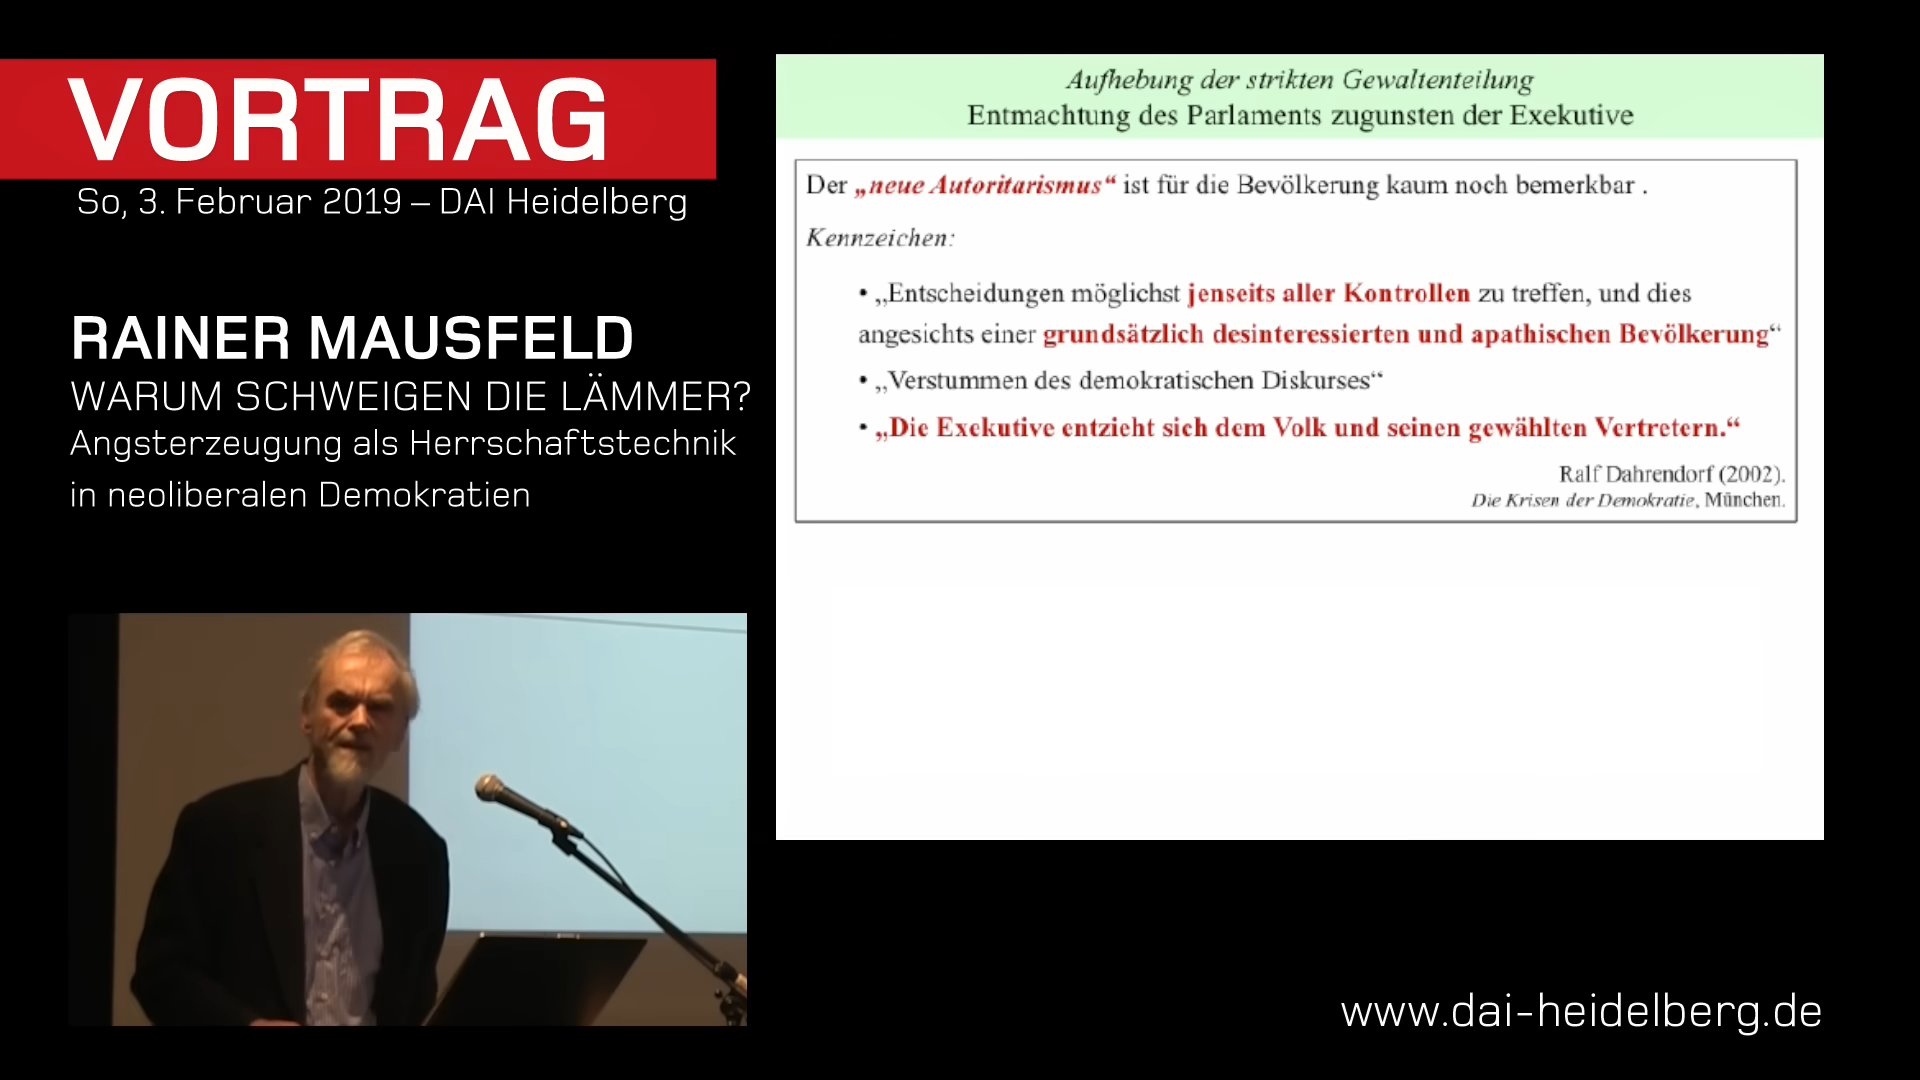 VORTRAG
So, 3. Februar 2019 – DAI Heidelberg
RAINER MAUSFELD
WARUM SCHWEIGEN DIE LÄMMER?
Angsterzeugung als Herrschaftstechnik
in neoliberalen Demokratien
Aufhebung der strikten Gewaltenteilung
Entmachtung des Parlaments zugunsten der Exekutive
Der „neue Autoritarismus“ ist für die Bevölkerung kaum noch bemerkbar .
Kennzeichen:
• „Entscheidungen möglichst jenseits aller Kontrollen zu treffen, und dies
angesichts einer grundsätzlich desinteressierten und apathischen Bevölkerung“
• „Verstummen des demokratischen Diskurses“
• „Die Exekutive entzieht sich dem Volk und seinen gewählten Vertretern.“
Ralf Dahrendorf (2002).
Die Krisen der Demokratie, München.
www.dai-heidelberg.de